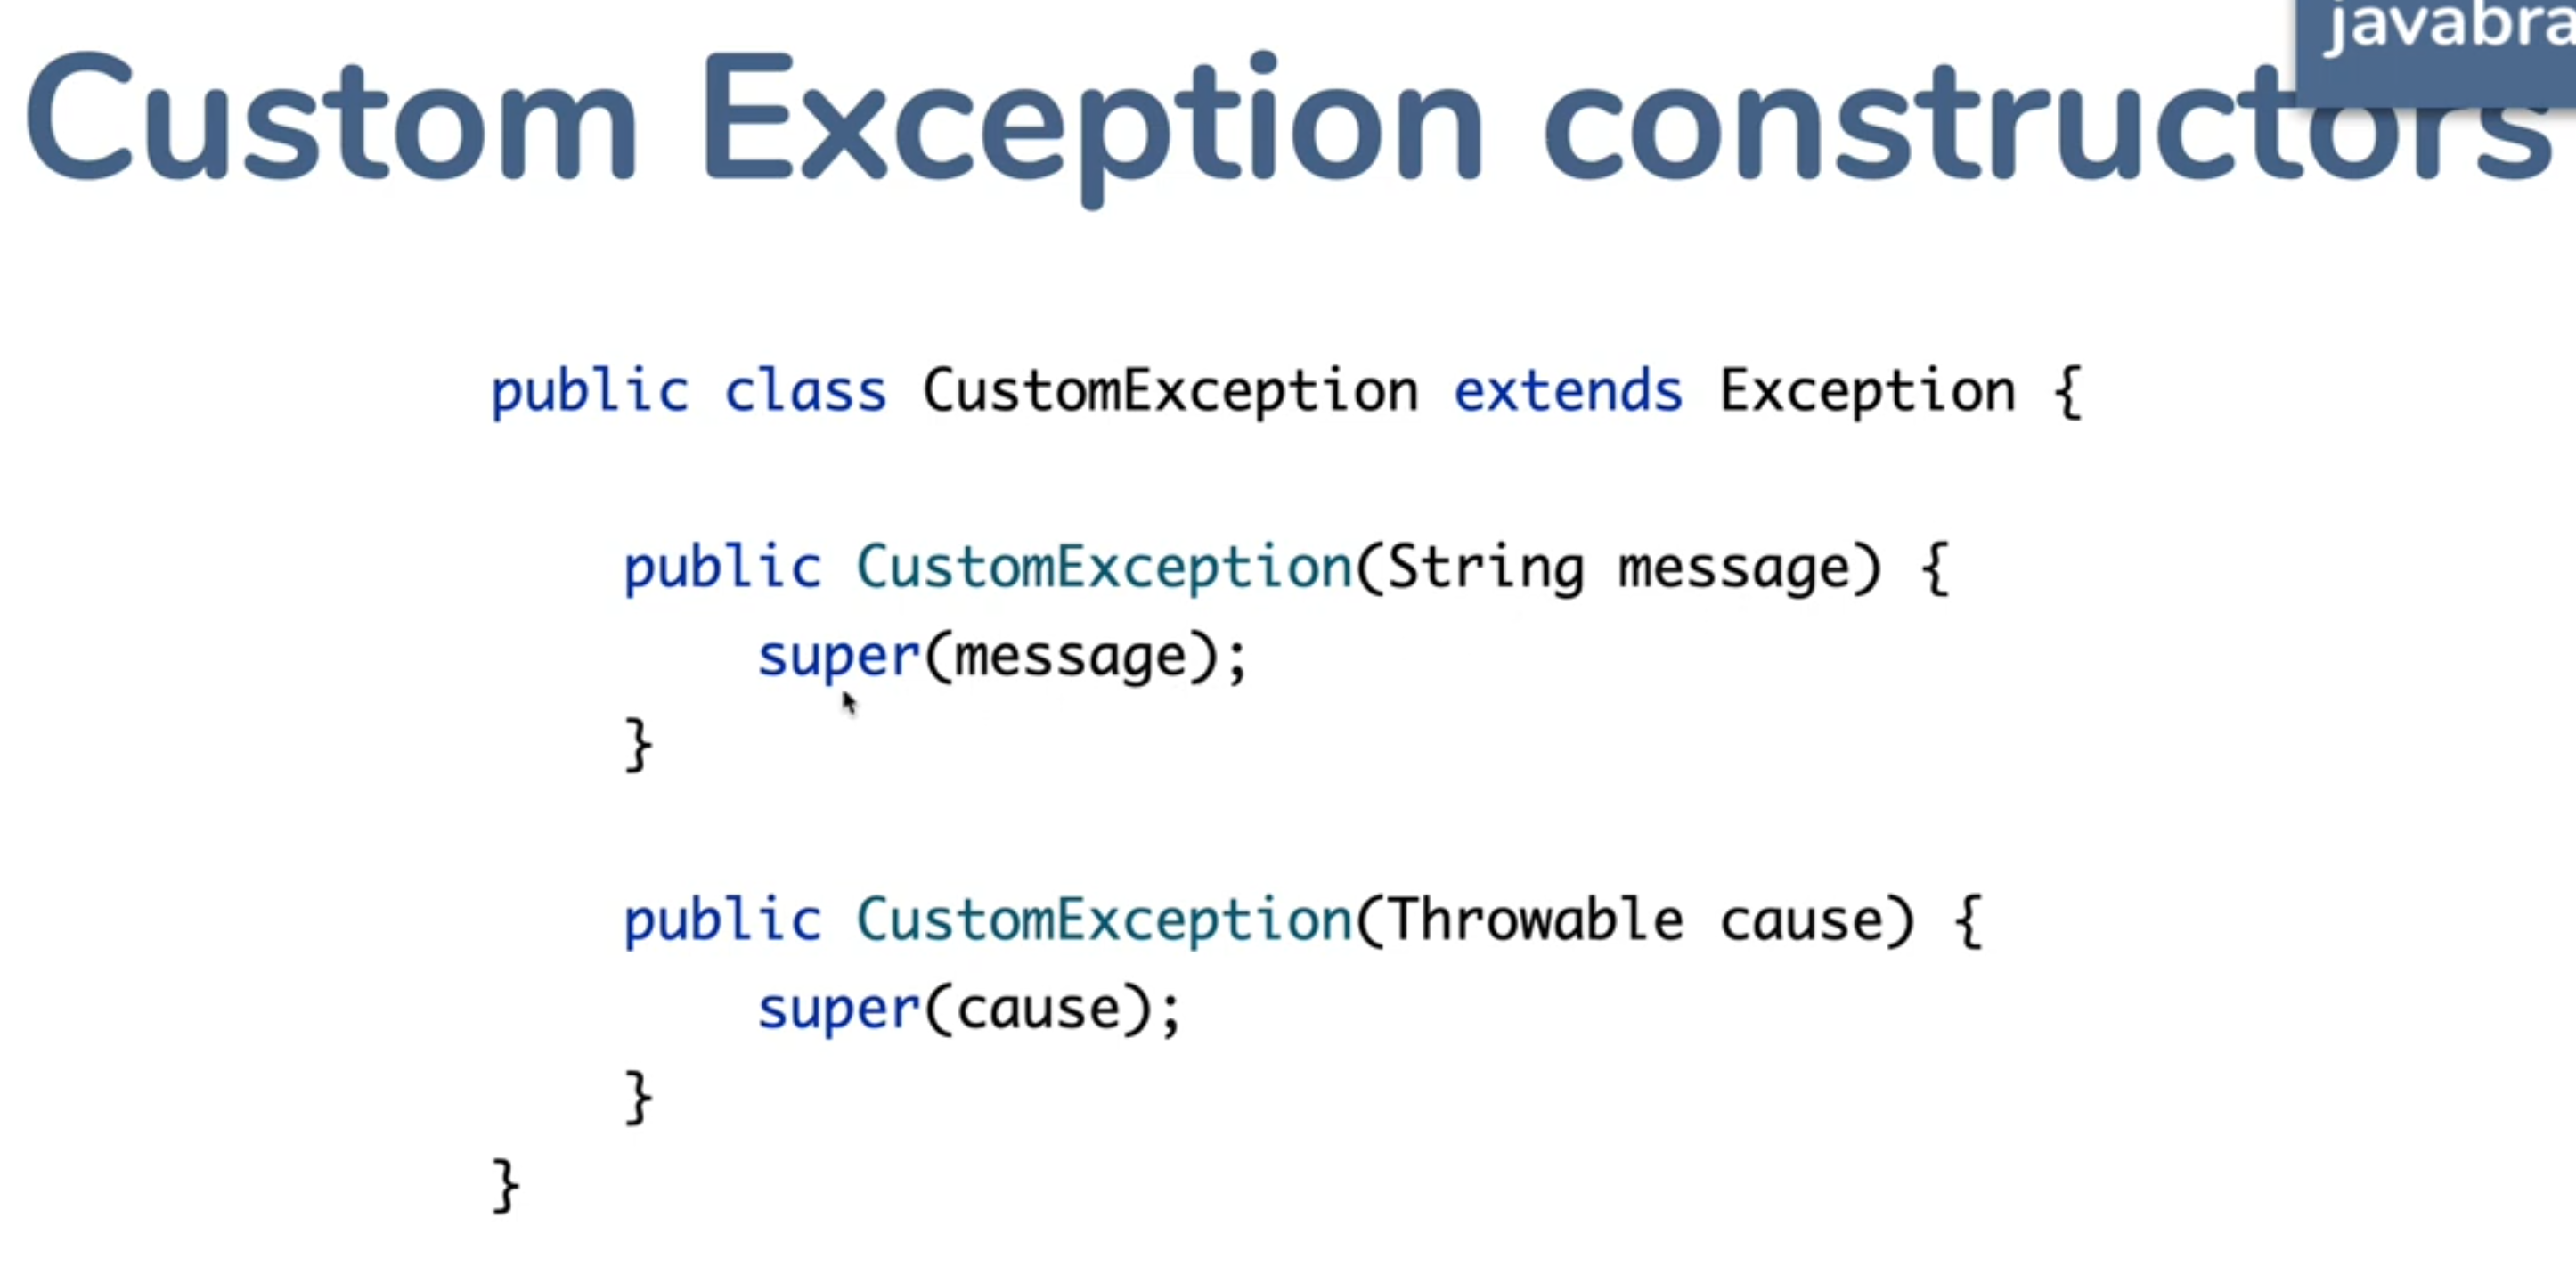 Custom Exception constructors
public class CustomException extends Exception {
public CustomException(String message) {
super(message);
}
public CustomException(Throwable cause) {
super(cause);
}
}